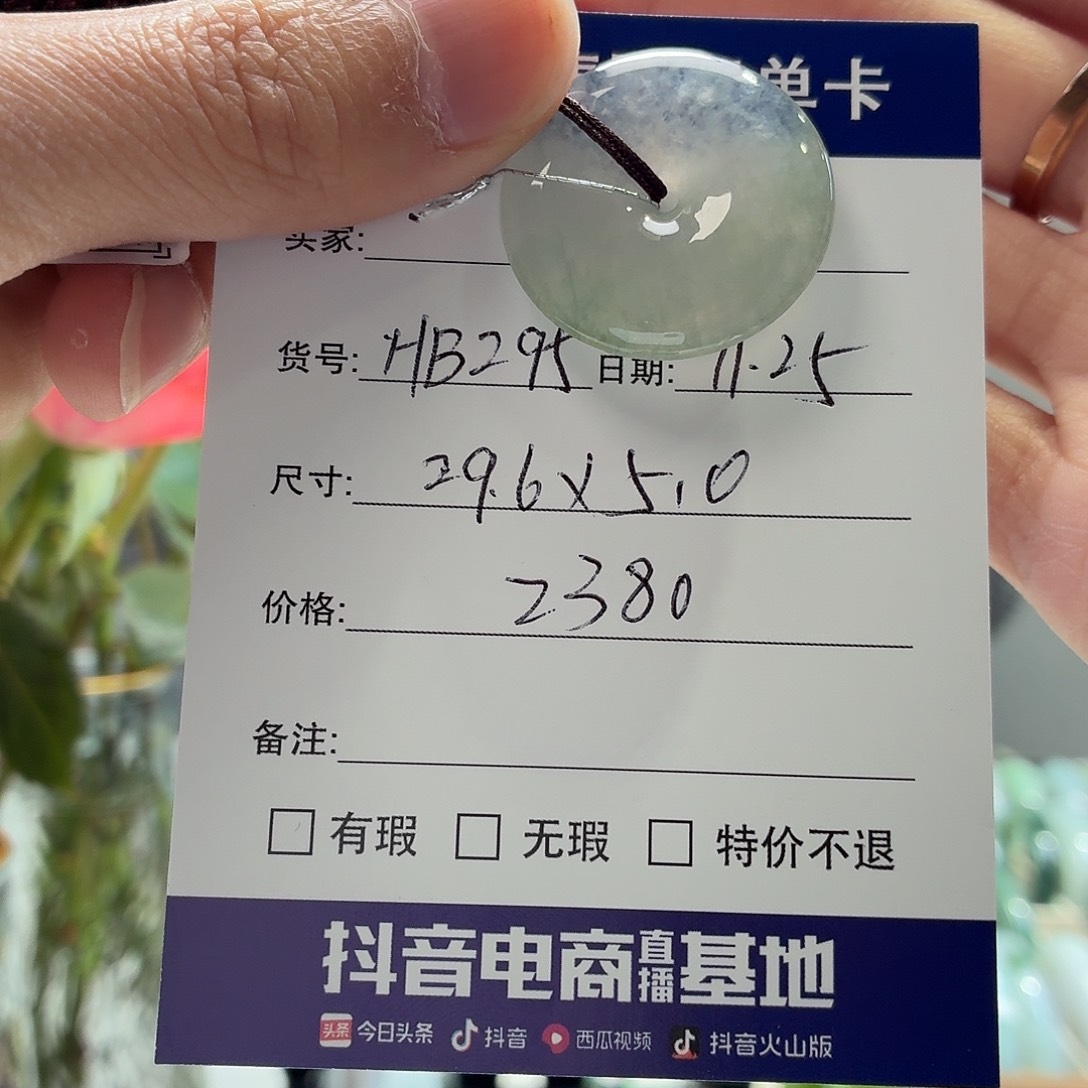 单卡
买家:
货号: HB295 日期: 11.25
尺寸: 29.6x5.0
价格: 2380
备注:
有瑕 无瑕 特价不退
抖音电商直播基地
头条 今日头条 抖音 西瓜视频 抖音火山版